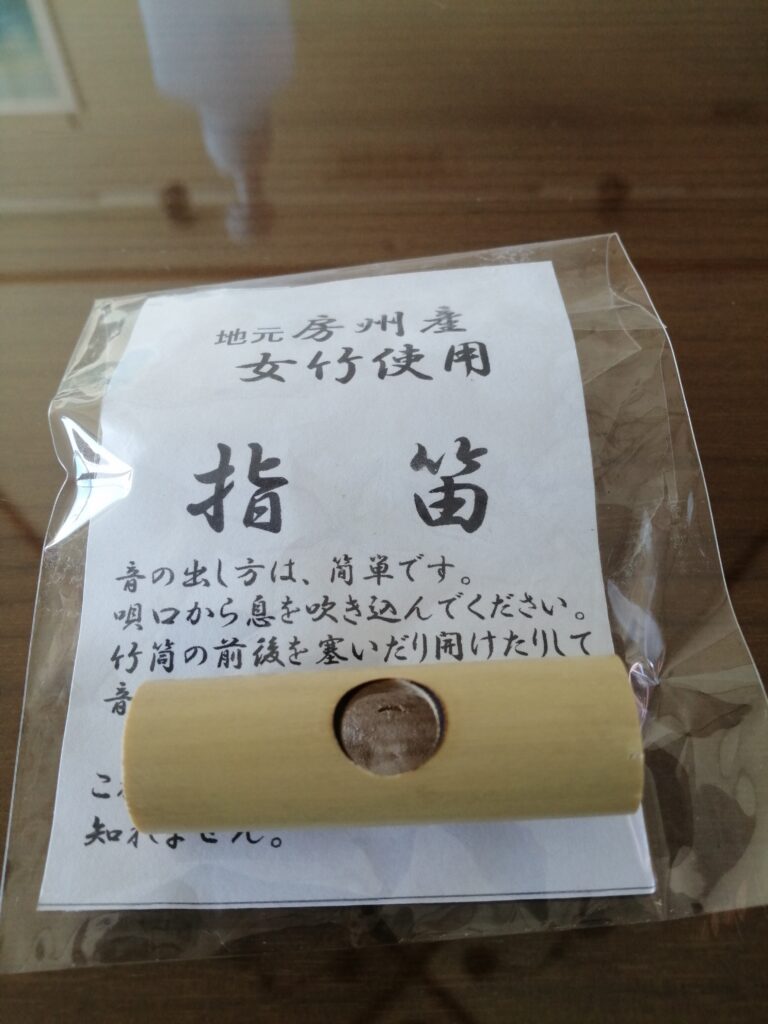 地元房州産
女竹使用
指笛
音の出し方は、簡単です。
唄口から息を吹き込んでください。
竹筒の前後を塞いだり開けたりして
音
こ
知れません。